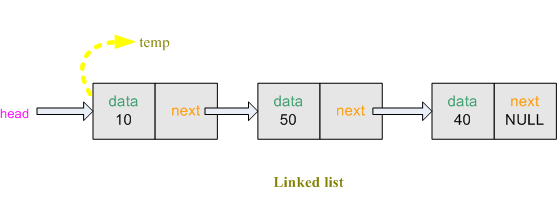 temp
head
data
10
next
data
50
next
data
40
next
NULL
Linked list